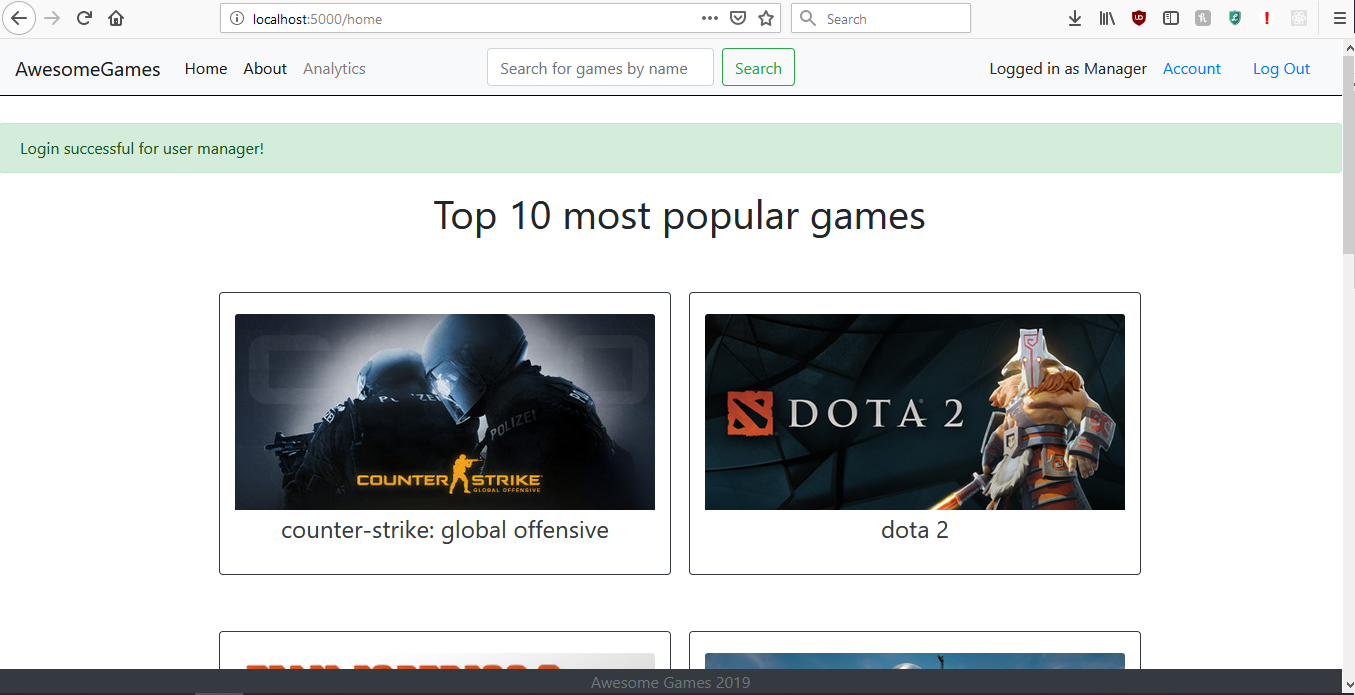 localhost:5000/home
Search
AwesomeGames Home About Analytics Search for games by name Search Logged in as Manager Account Log Out
Login successful for user manager!
Top 10 most popular games
POLIZEI
COUNTER STRIKE
GLOBAL OFFENSIVE
counter-strike: global offensive
DOTA 2
dota 2
Awesome Games 2019